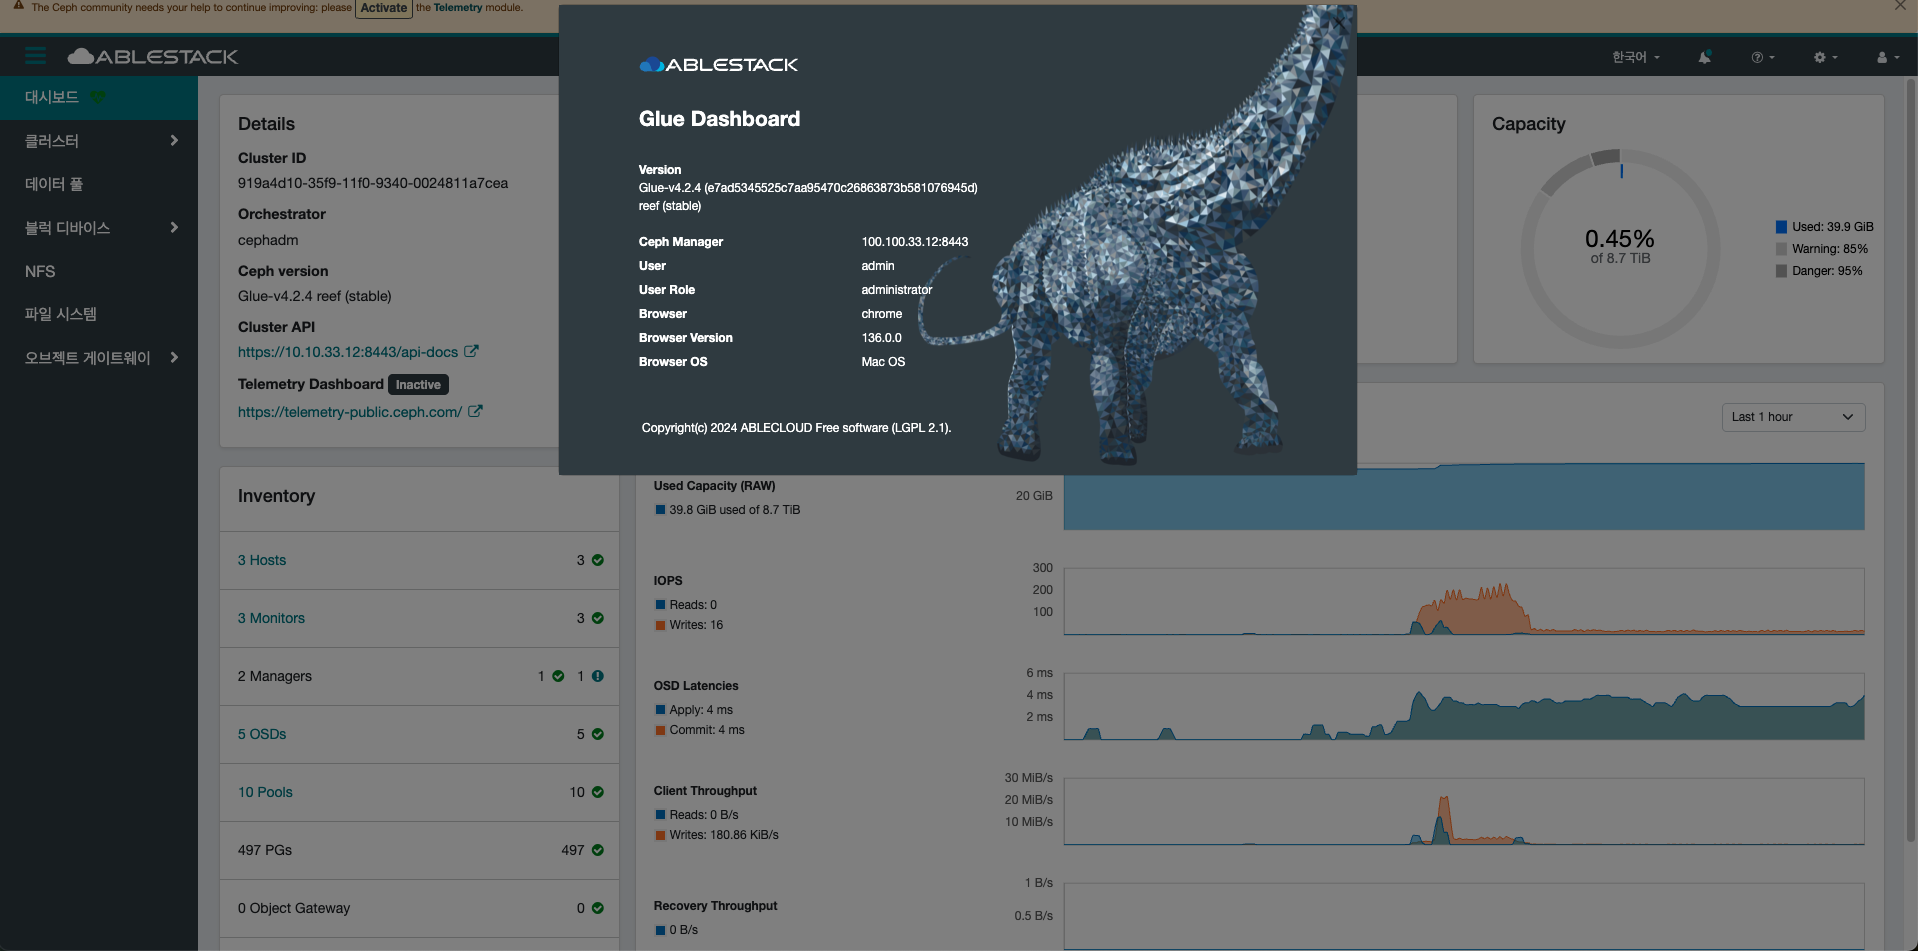 The Ceph community needs your help to continue improving: please Activate the Telemetry module.
ABLESTACK
한국어
대시보드
클러스터
데이터 풀
블럭 디바이스
NFS
파일 시스템
오브젝트 게이트웨이
Details
Cluster ID
919a4d10-35f9-11f0-9340-0024811a7cea
Orchestrator
cephadm
Ceph version
Glue-v4.2.4 reef (stable)
Cluster API
https://10.10.33.12:8443/api-docs
Telemetry Dashboard Inactive
https://telemetry-public.ceph.com/
ABLESTACK
Glue Dashboard
Version
Glue-v4.2.4 (e7ad5345525c7aa95470c26863873b581076945d)
reef (stable)
Ceph Manager 100.100.33.12:8443
User admin
User Role administrator
Browser chrome
Browser Version 136.0.0
Browser OS Mac OS
Copyright(c) 2024 ABLECLOUD Free software (LGPL 2.1).
Capacity
0.45%
of 8.7 TiB
Used: 39.9 GiB
Warning: 85%
Danger: 95%
Last 1 hour
Inventory
3 Hosts 3
3 Monitors 3
2 Managers 1 1
5 OSDs 5
10 Pools 10
497 PGs 497
0 Object Gateway 0
Used Capacity (RAW)
39.8 GiB used of 8.7 TiB
20 GiB
IOPS
Reads: 0
Writes: 16
300
200
100
OSD Latencies
Apply: 4 ms
Commit: 4 ms
6 ms
4 ms
2 ms
Client Throughput
Reads: 0 B/s
Writes: 180.86 KiB/s
30 MiB/s
20 MiB/s
10 MiB/s
Recovery Throughput
0 B/s
1 B/s
0.5 B/s